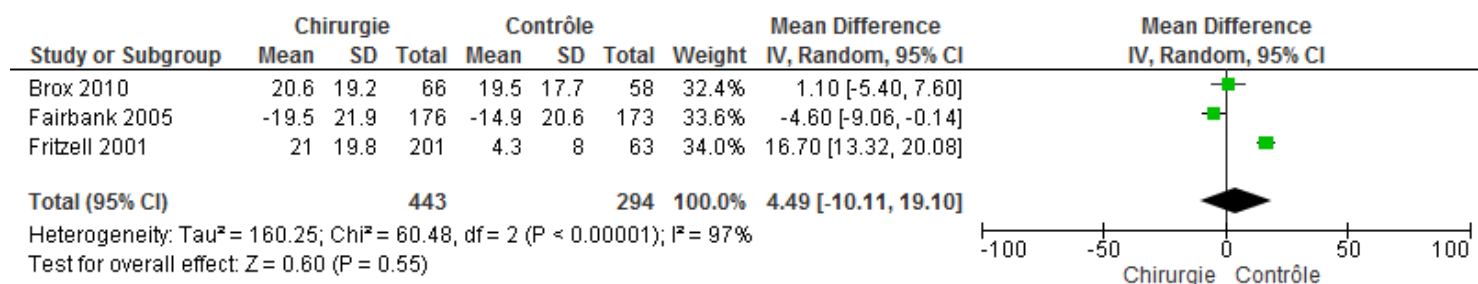 Chirurgie Contrôle Mean Difference Mean Difference
Study or Subgroup Mean SD Total Mean SD Total Weight IV, Random, 95% CI IV, Random, 95% CI
Brox 2010 20.6 19.2 66 19.5 17.7 58 32.4% 1.10 [-5.40, 7.60]
Fairbank 2005 -19.5 21.9 176 -14.9 20.6 173 33.6% -4.60 [-9.06, -0.14]
Fritzell 2001 21 19.8 201 4.3 8 63 34.0% 16.70 [13.32, 20.08]
Total (95% CI) 443 294 100.0% 4.49 [-10.11, 19.10]
Heterogeneity: Tau² = 160.25; Chi² = 60.48, df = 2 (P < 0.00001); I² = 97%
Test for overall effect: Z = 0.60 (P = 0.55)
-100 -50 0 50 100
Chirurgie Contrôle